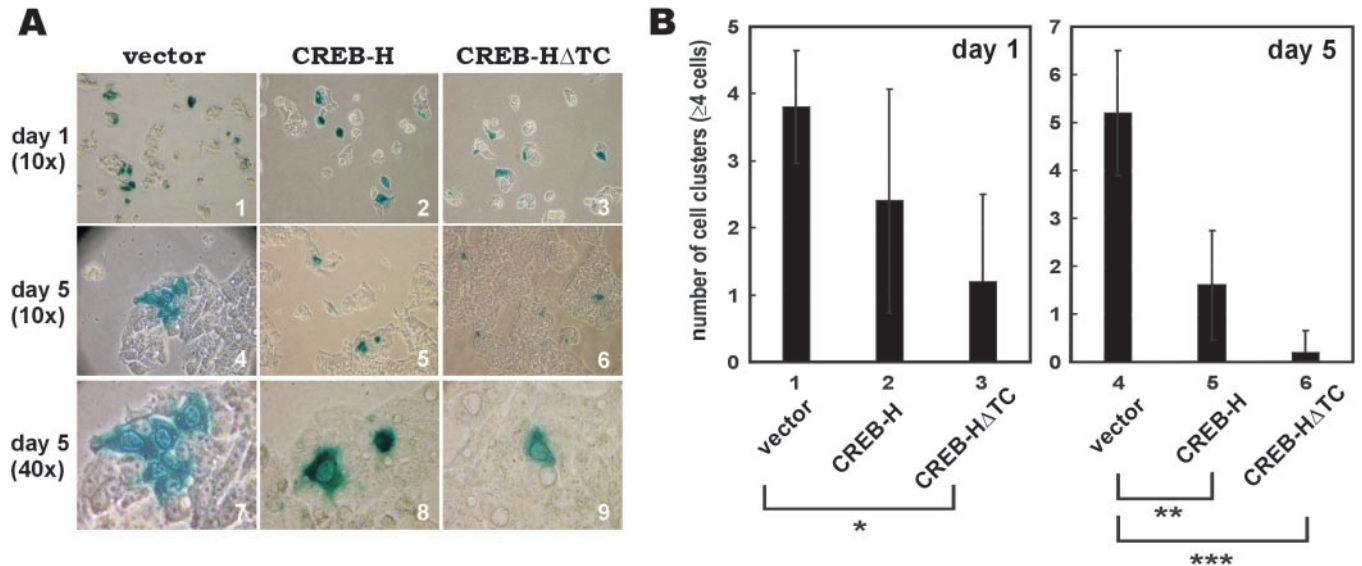 A
vector CREB-H CREB-HΔTC
day 1
(10x)
1 2 3
day 5
(10x)
4 5 6
day 5
(40x)
7 8 9
B
number of cell clusters (≥4 cells)
day 1
5
4
3
2
1
0
1 2 3
vector CREB-H CREB-HΔTC
*
day 5
7
6
5
4
3
2
1
0
4 5 6
vector CREB-H CREB-HΔTC
**
***